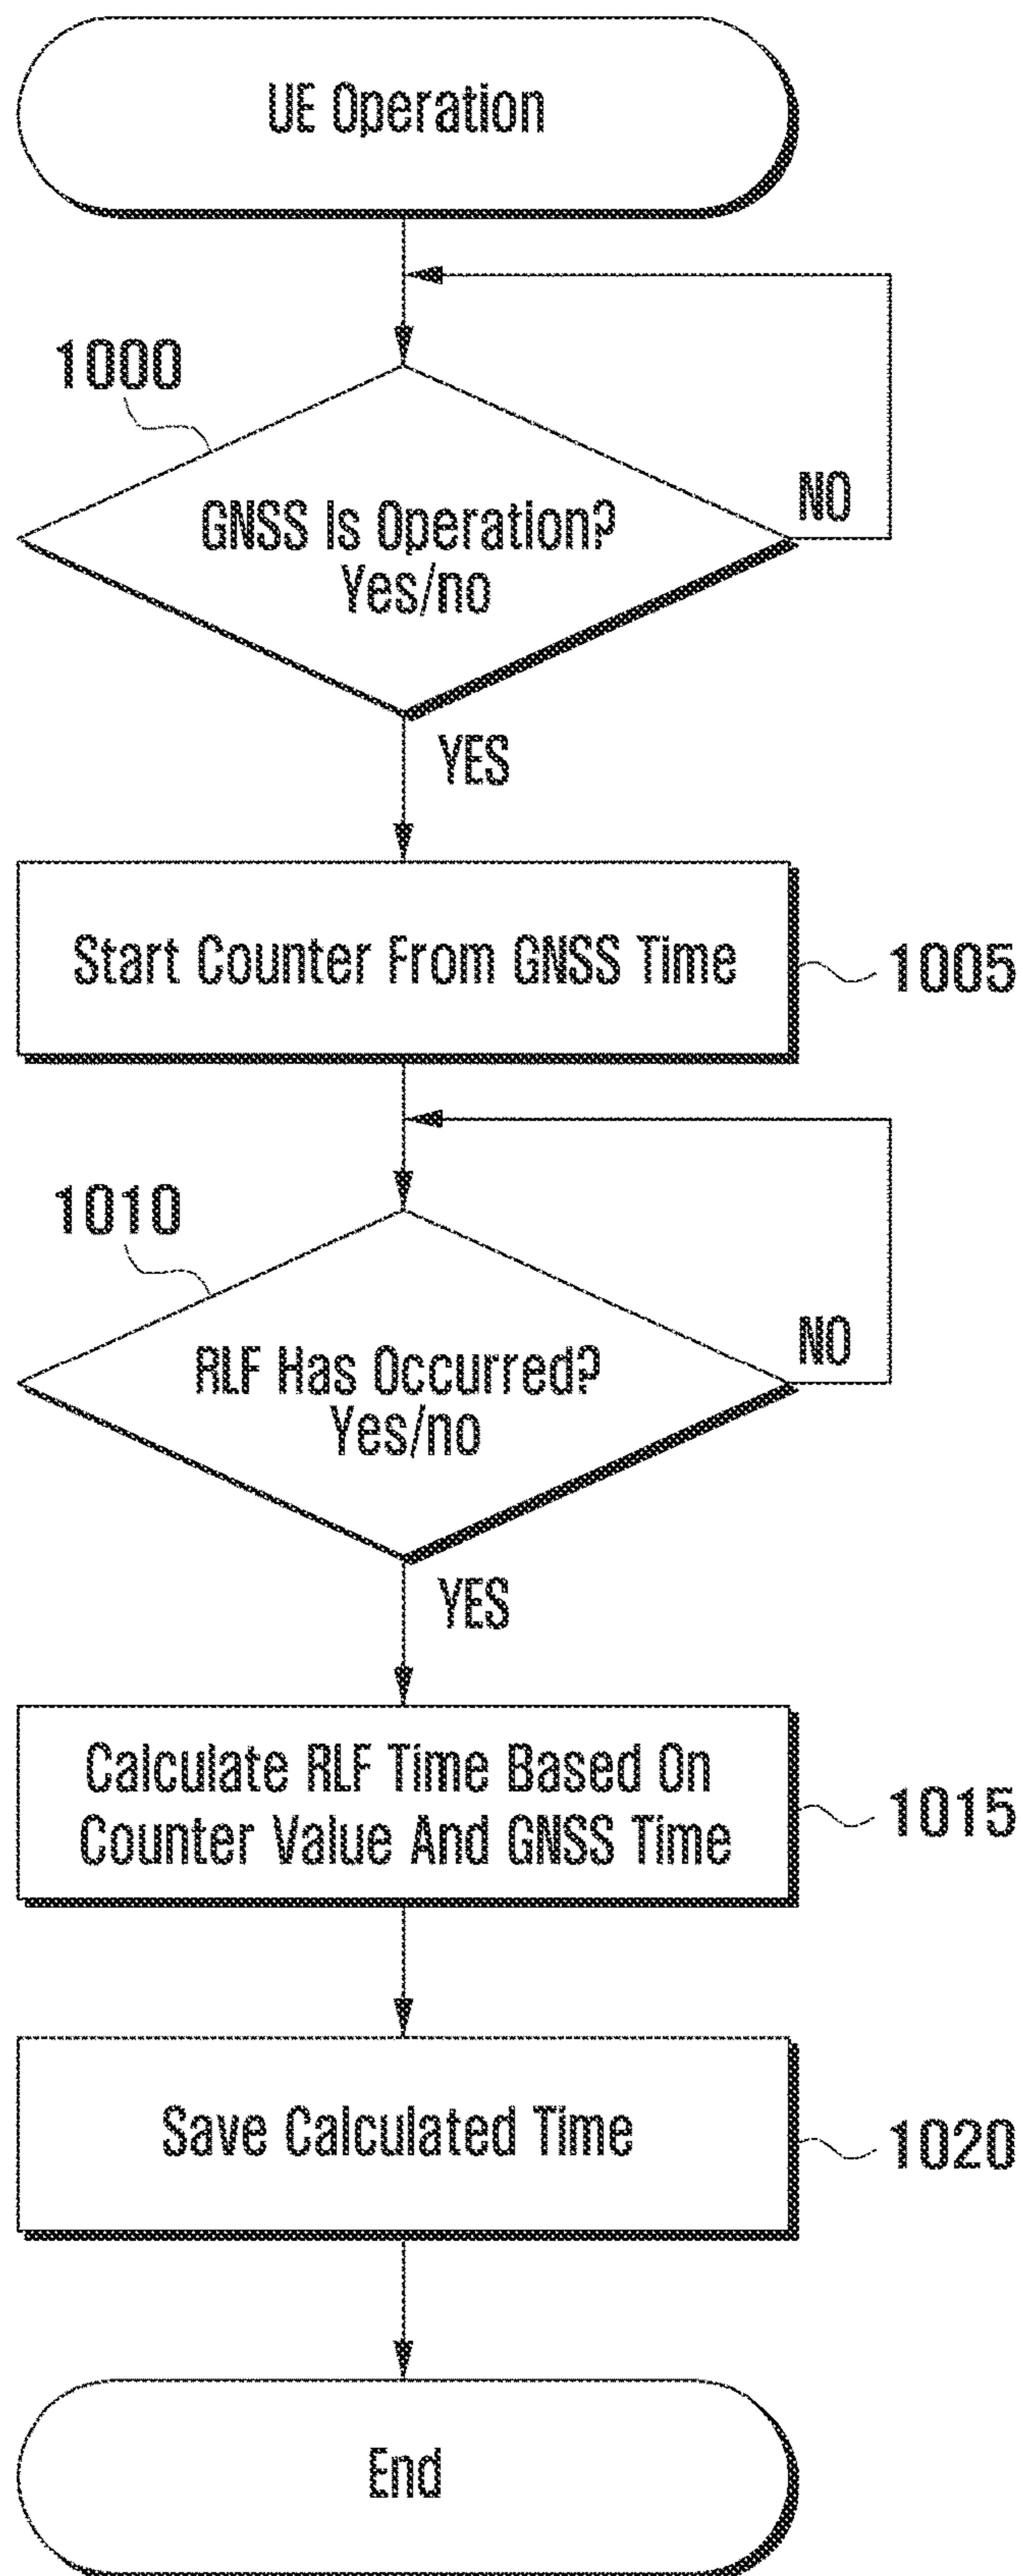 UE Operation
1000
GNSS Is Operation?
Yes/no
NO
YES
Start Counter From GNSS Time
1005
1010
RLF Has Occurred?
Yes/no
NO
YES
Calculate RLF Time Based On
Counter Value And GNSS Time
1015
Save Calculated Time
1020
End